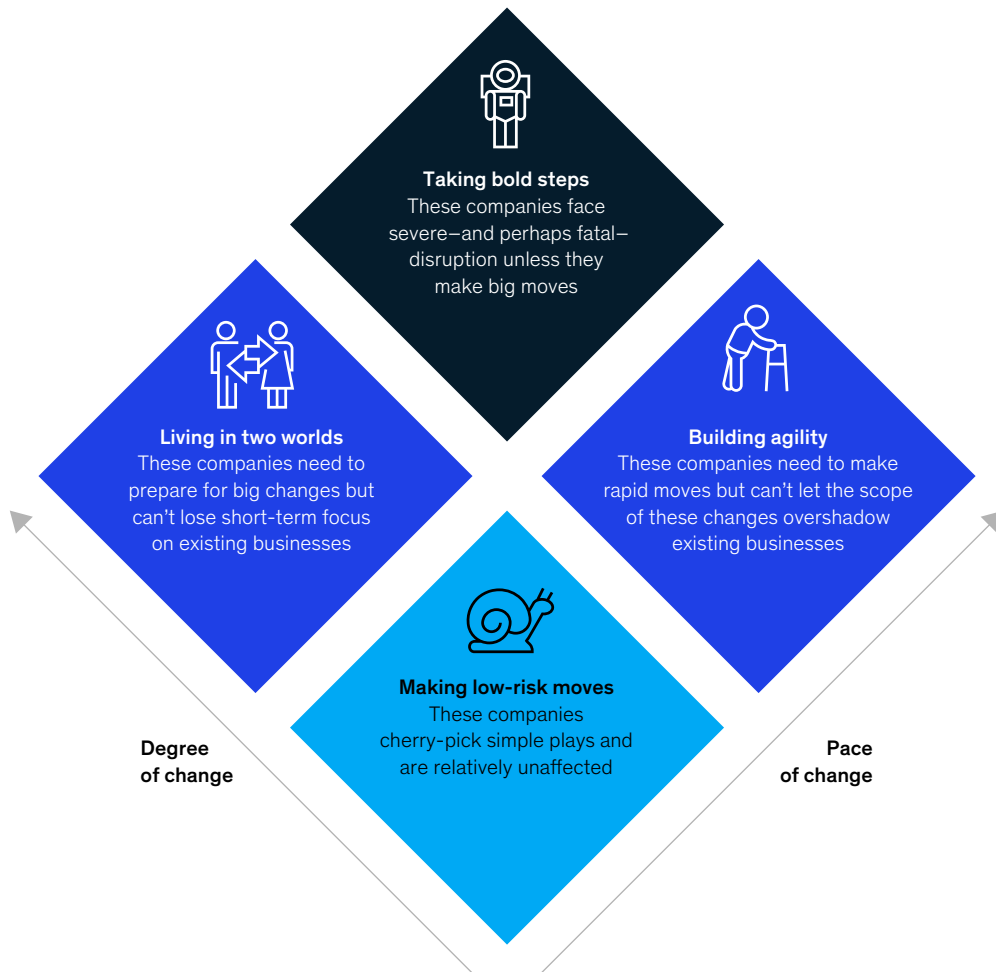 Taking bold steps
These companies face
severe–and perhaps fatal–
disruption unless they
make big moves
Living in two worlds
These companies need to
prepare for big changes but
can’t lose short-term focus
on existing businesses
Building agility
These companies need to make
rapid moves but can’t let the scope
of these changes overshadow
existing businesses
Making low-risk moves
These companies
cherry-pick simple plays and
are relatively unaffected
Degree
of change
Pace
of change